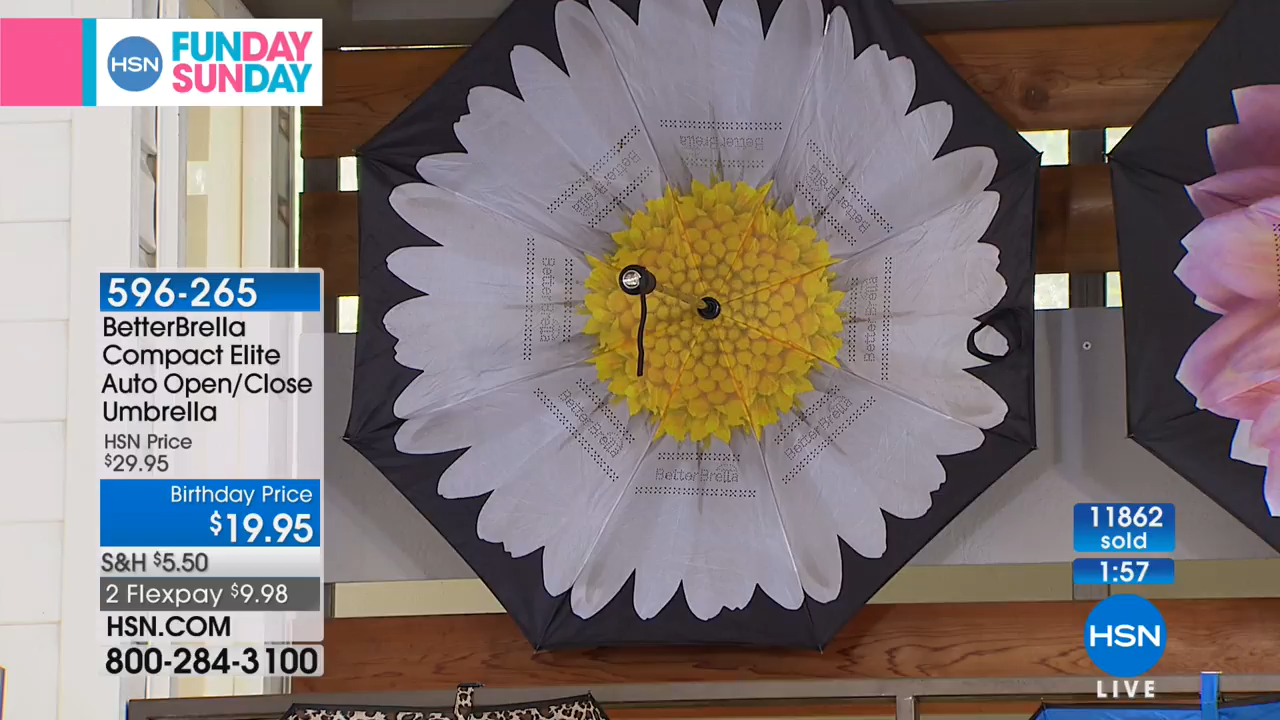 HSN
FUNDAY
SUNDAY
596-265
BetterBrella
Compact Elite
Auto Open/Close
Umbrella
HSN Price
$29.95
Birthday Price
$19.95
S&H $5.50
2 Flexpay $9.98
HSN.COM
800-284-3100
BetterBrella
BetterBrella
BetterBrella
BetterBrella
BetterBrella
BetterBrella
BetterBrella
BetterBrella
11862
sold
1:57
HSN
LIVE